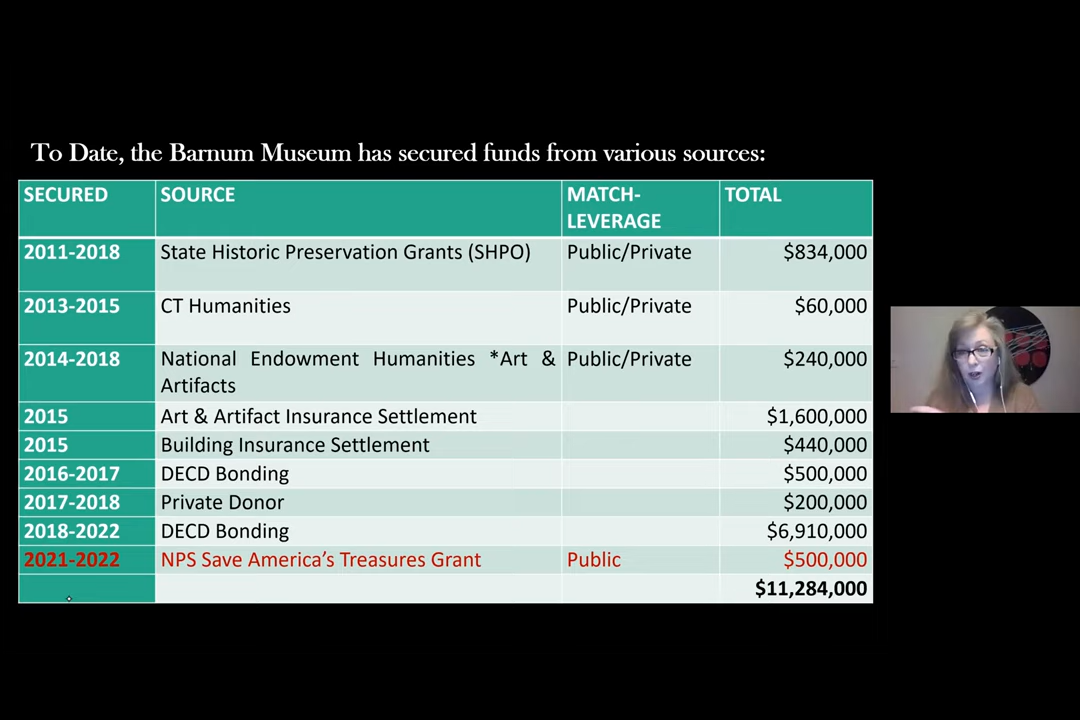 To Date, the Barnum Museum has secured funds from various sources:
SECURED SOURCE MATCH-LEVERAGE TOTAL
2011-2018 State Historic Preservation Grants (SHPO) Public/Private $834,000
2013-2015 CT Humanities Public/Private $60,000
2014-2018 National Endowment Humanities *Art & Artifacts Public/Private $240,000
2015 Art & Artifact Insurance Settlement $1,600,000
2015 Building Insurance Settlement $440,000
2016-2017 DECD Bonding $500,000
2017-2018 Private Donor $200,000
2018-2022 DECD Bonding $6,910,000
2021-2022 NPS Save America’s Treasures Grant Public $500,000
$11,284,000